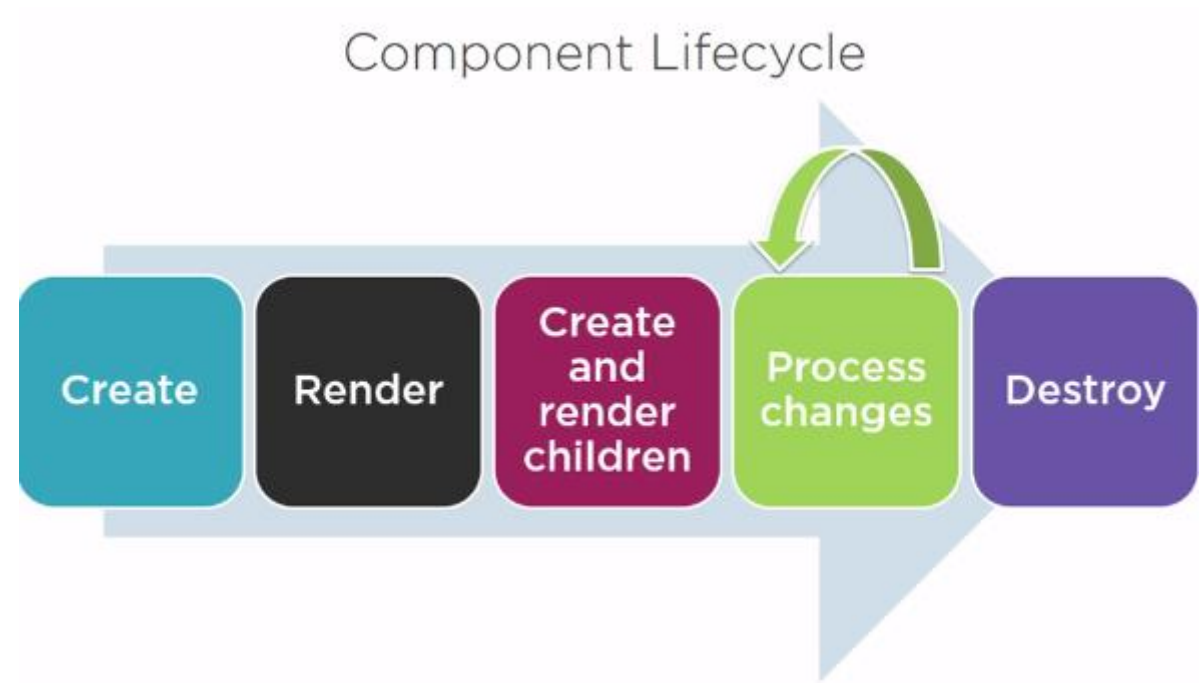 Component Lifecycle
Create
Render
Create
and
render
children
Process
changes
Destroy